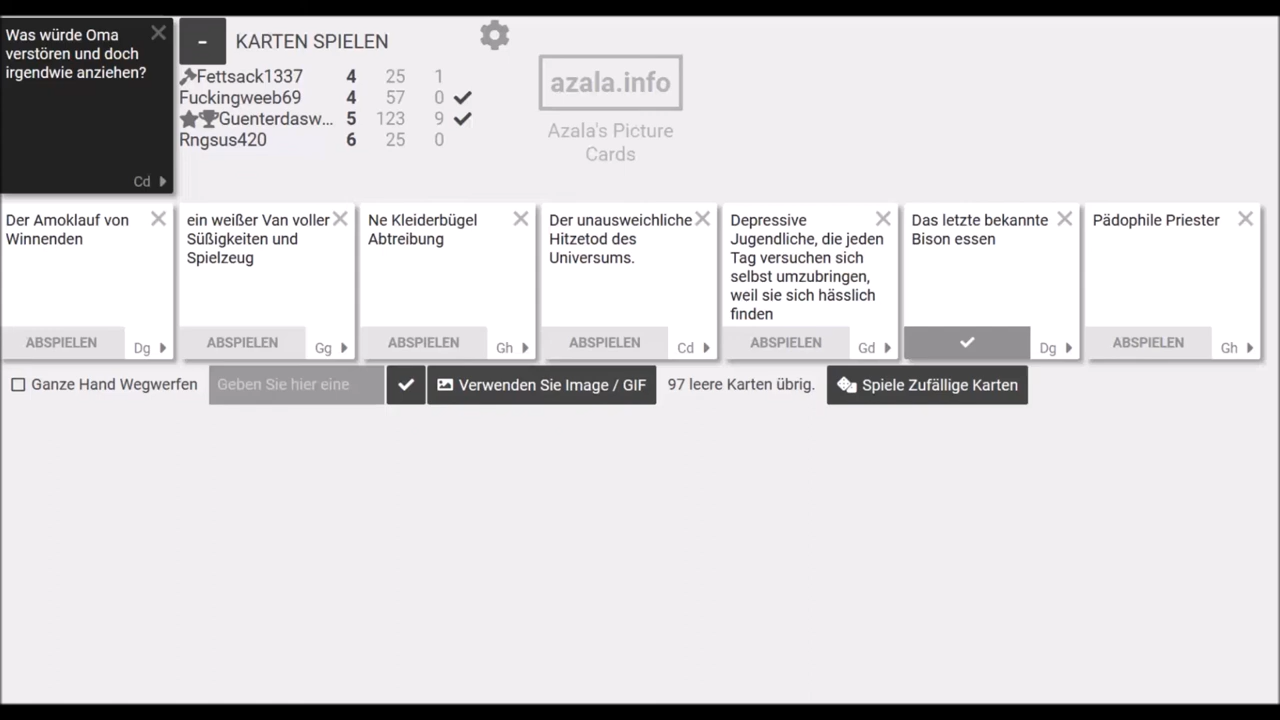 Was würde Oma
verstören und doch
irgendwie anziehen?
Cd
-
KARTEN SPIELEN
Fettsack1337 4 25 1
Fuckingweeb69 4 57 0
Guenterdasw... 5 123 9
Rngsus420 6 25 0
azala.info
Azala's Picture
Cards
Der Amoklauf von
Winnenden
ABSPIELEN
Dg
ein weißer Van voller
Süßigkeiten und
Spielzeug
ABSPIELEN
Gg
Ne Kleiderbügel
Abtreibung
ABSPIELEN
Gh
Der unausweichliche
Hitzetod des
Universums.
ABSPIELEN
Cd
Depressive
Jugendliche, die jeden
Tag versuchen sich
selbst umzubringen,
weil sie sich hässlich
finden
ABSPIELEN
Gd
Das letzte bekannte
Bison essen
Dg
Pädophile Priester
ABSPIELEN
Gh
Ganze Hand Wegwerfen
Geben Sie hier eine
Verwenden Sie Image / GIF
97 leere Karten übrig.
Spiele Zufällige Karten